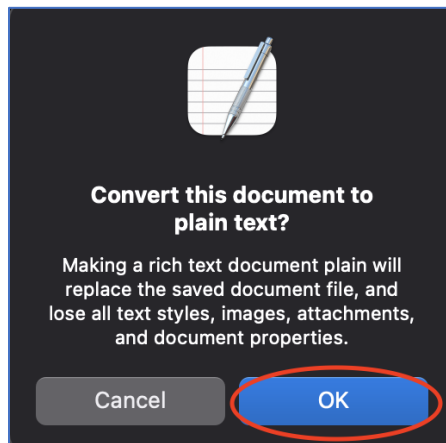 Convert this document to
plain text?
Making a rich text document plain will
replace the saved document file, and
lose all text styles, images, attachments,
and document properties.
Cancel
OK